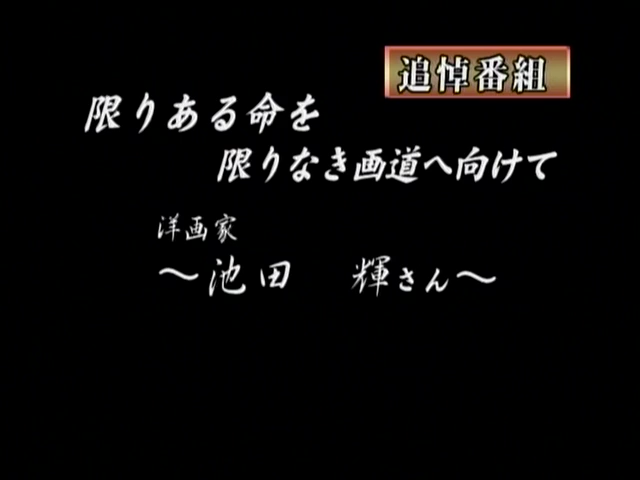 追悼番組
限りある命を
限りなき画道へ向けて
洋画家
～池田 輝さん～